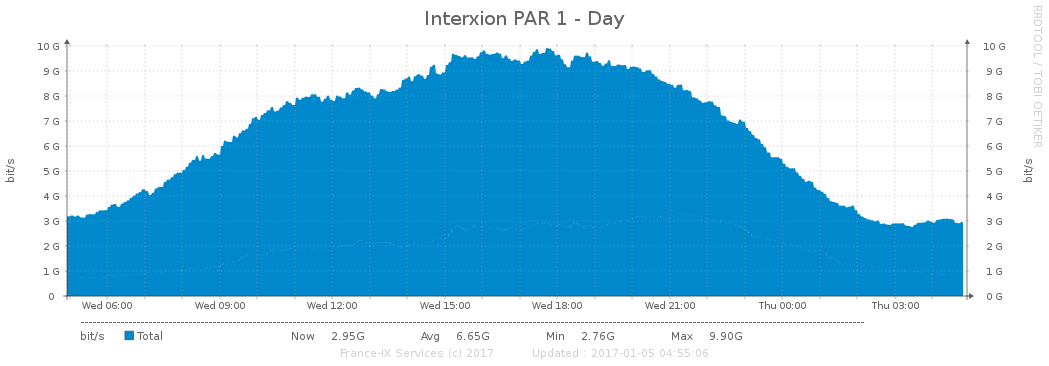 Interxion PAR 1 - Day
RRDTOOL / TOBI OETIKER
bit/s
10 G 10 G
9 G 9 G
8 G 8 G
7 G 7 G
6 G 6 G
5 G 5 G
4 G 4 G
3 G 3 G
2 G 2 G
1 G 1 G
0 0 G
bit/s
Wed 06:00 Wed 09:00 Wed 12:00 Wed 15:00 Wed 18:00 Wed 21:00 Thu 00:00 Thu 03:00
bit/s Total Now 2.95G Avg 6.65G Min 2.76G Max 9.90G
France-IX Services (c) 2017 Updated : 2017-01-05 04:55:06